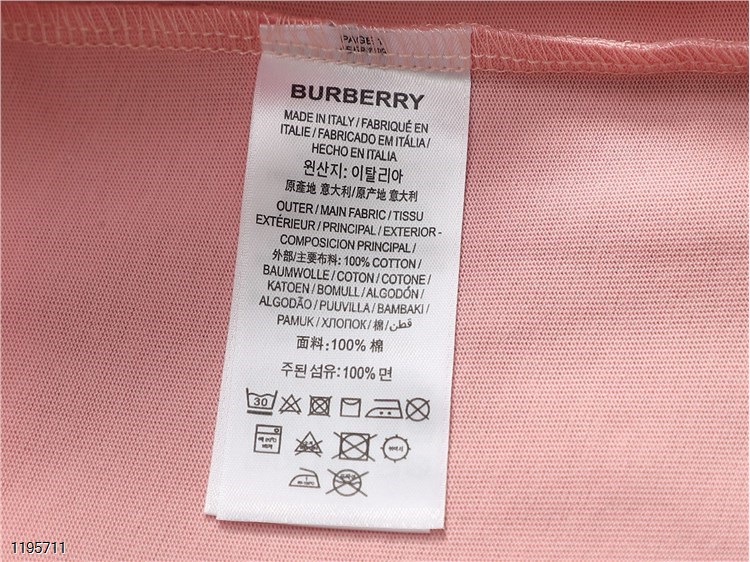 BURBERRY
MADE IN ITALY / FABRIQUÉ EN
ITALIE / FABRICADO EM ITÁLIA /
HECHO EN ITALIA
원산지: 이탈리아
原產地 意大利/原产地 意大利
OUTER / MAIN FABRIC / TISSU
EXTÉRIEUR / PRINCIPAL / EXTERIOR -
COMPOSICION PRINCIPAL /
外部/主要布料: 100% COTTON /
BAUMWOLLE / COTON / COTONE /
KATOEN / BOMULL / ALGODÓN /
ALGODÃO / PUUVILLA / BAMBAKI /
PAMUK / ХЛОПОК / 棉 / قطن
面料:100% 棉
주된 섬유:100% 면
30
1195711